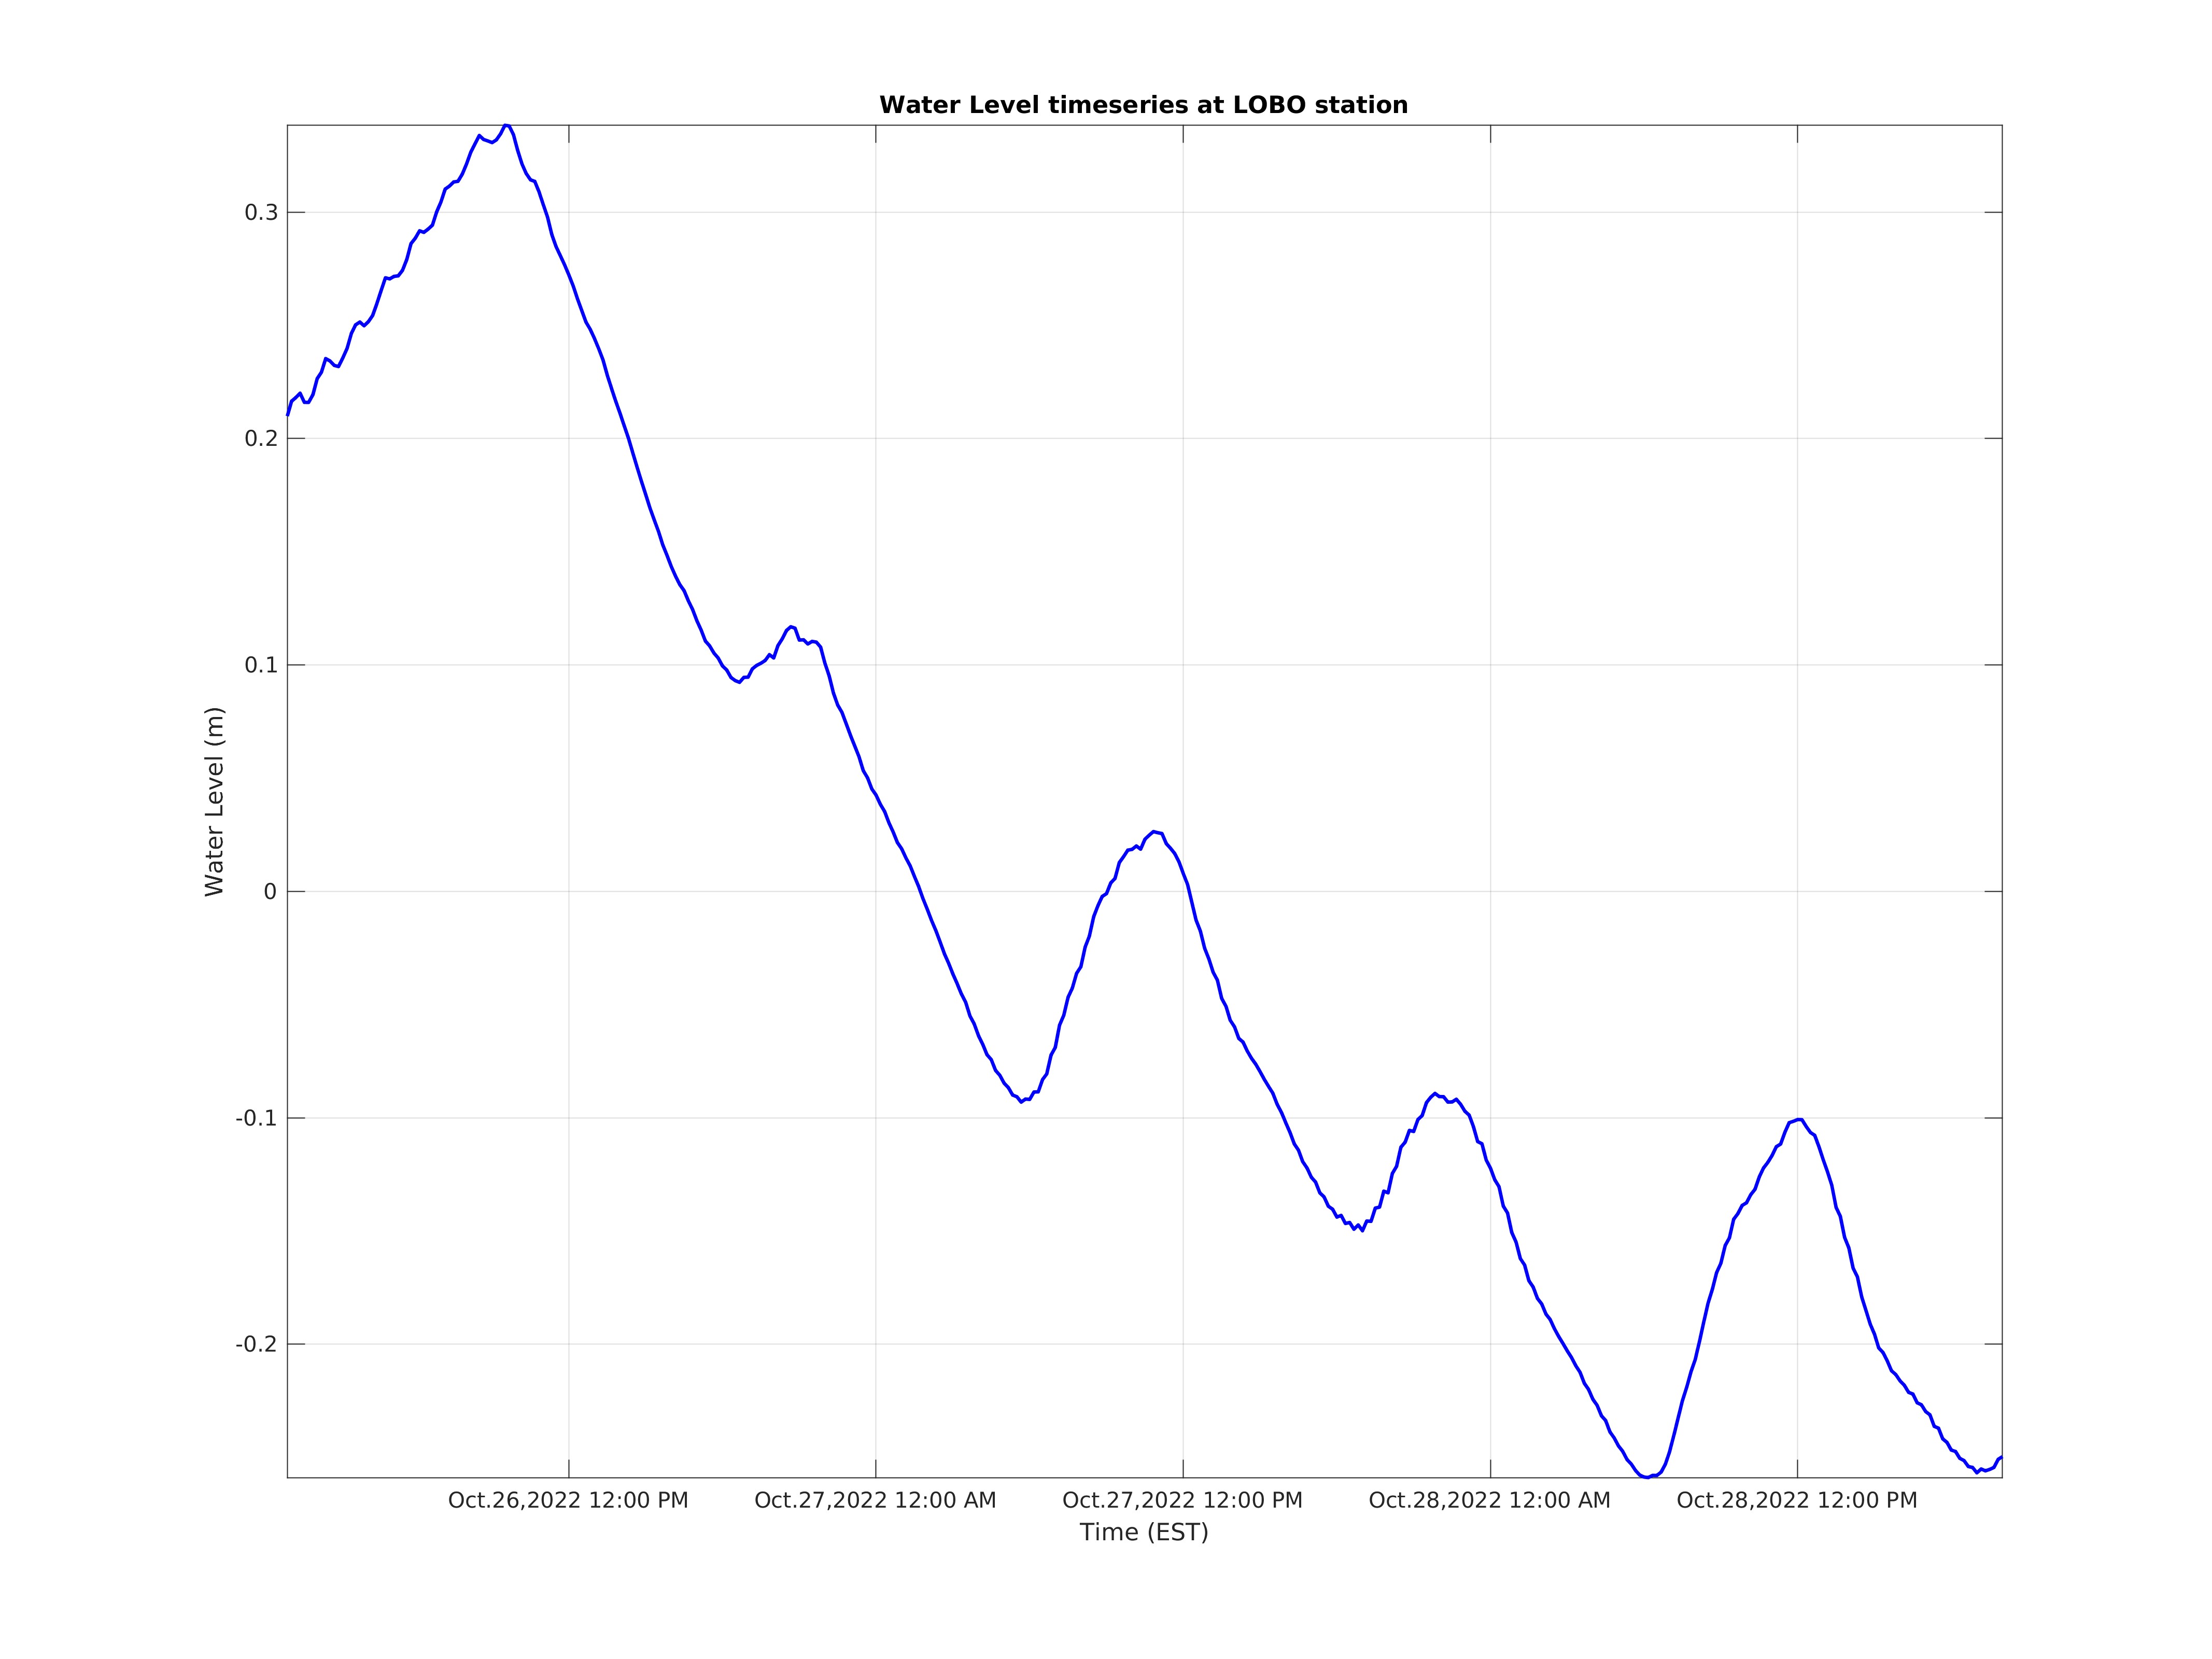 Water Level timeseries at LOBO station
0.3
0.2
0.1
0
-0.1
-0.2
Water Level (m)
Oct.26,2022 12:00 PM
Oct.27,2022 12:00 AM
Oct.27,2022 12:00 PM
Oct.28,2022 12:00 AM
Oct.28,2022 12:00 PM
Time (EST)